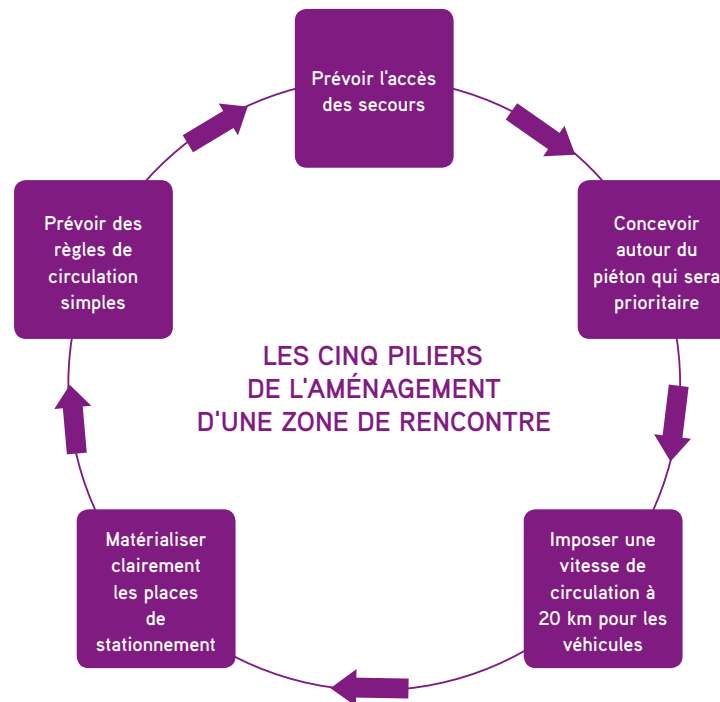 Prévoir l'accès
des secours
Concevoir
autour du
piéton qui sera
prioritaire
Imposer une
vitesse de
circulation à
20 km pour les
véhicules
Matérialiser
clairement
les places
de
stationnement
Prévoir des
règles de
circulation
simples
LES CINQ PILIERS
DE L'AMÉNAGEMENT
D'UNE ZONE DE RENCONTRE